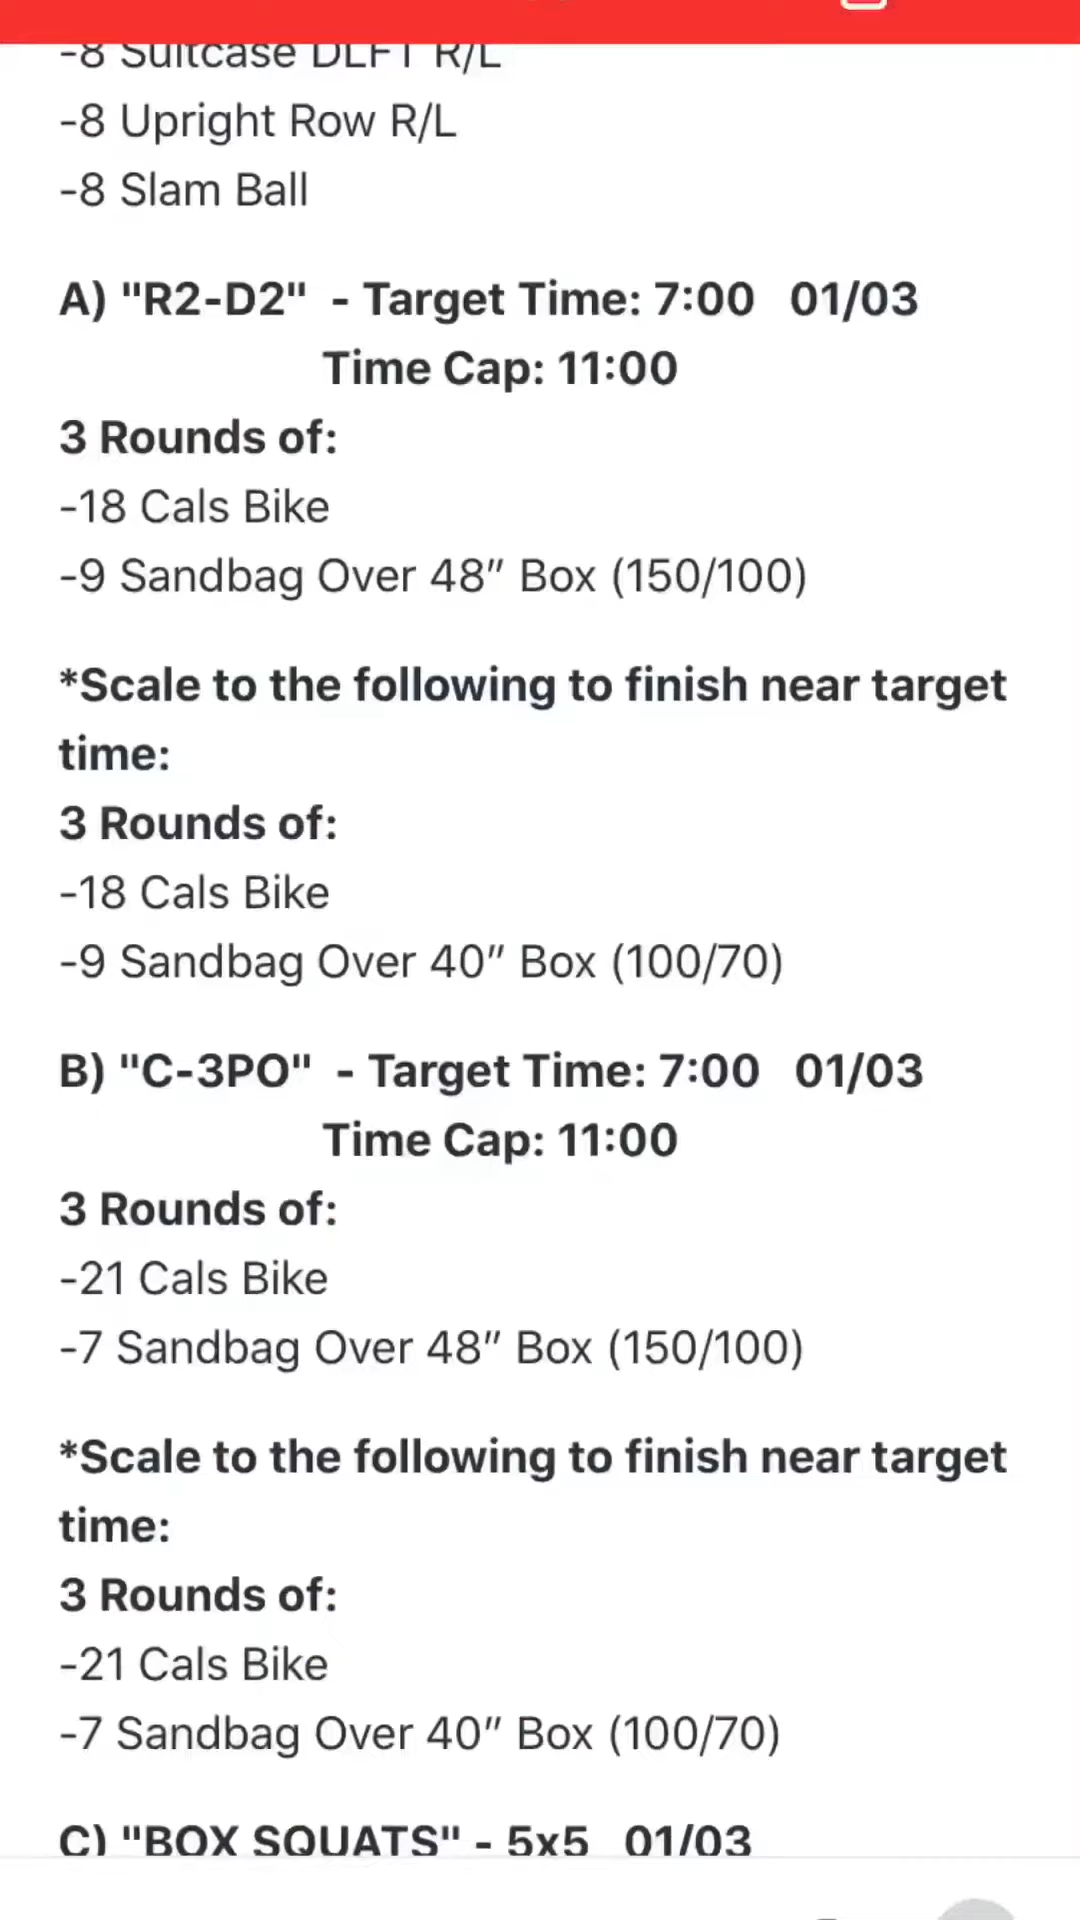 -8 Suitcase DLFT R/L
-8 Upright Row R/L
-8 Slam Ball
A) "R2-D2" - Target Time: 7:00 01/03
Time Cap: 11:00
3 Rounds of:
-18 Cals Bike
-9 Sandbag Over 48” Box (150/100)
*Scale to the following to finish near target
time:
3 Rounds of:
-18 Cals Bike
-9 Sandbag Over 40” Box (100/70)
B) "C-3PO" - Target Time: 7:00 01/03
Time Cap: 11:00
3 Rounds of:
-21 Cals Bike
-7 Sandbag Over 48” Box (150/100)
*Scale to the following to finish near target
time:
3 Rounds of:
-21 Cals Bike
-7 Sandbag Over 40” Box (100/70)
C) "BOX SQUATS" - 5x5 01/03